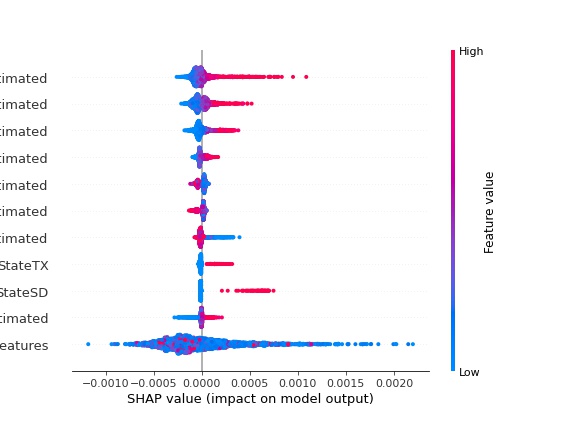 High
timated
timated
timated
timated
timated
timated
timated
StateTX
StateSD
timated
eatures
Low
Feature value
−0.0010 −0.0005 0.0000 0.0005 0.0010 0.0015 0.0020
SHAP value (impact on model output)